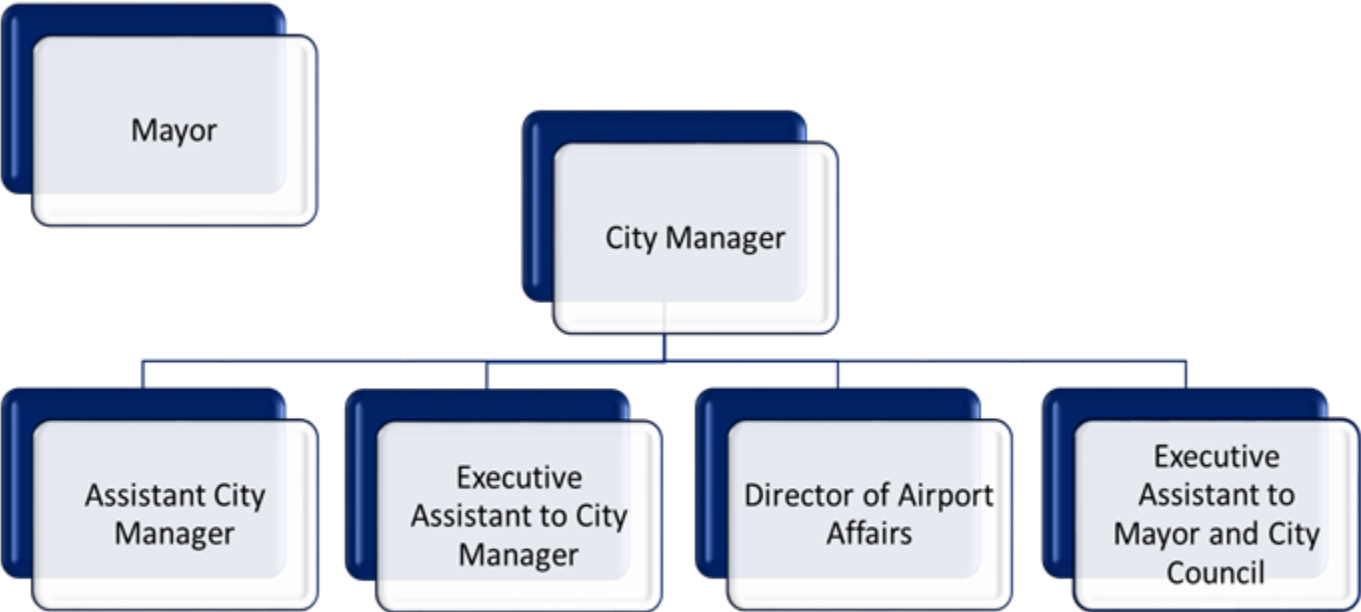 Mayor
City Manager
Assistant City
Manager
Executive
Assistant to City
Manager
Director of Airport
Affairs
Executive
Assistant to
Mayor and City
Council